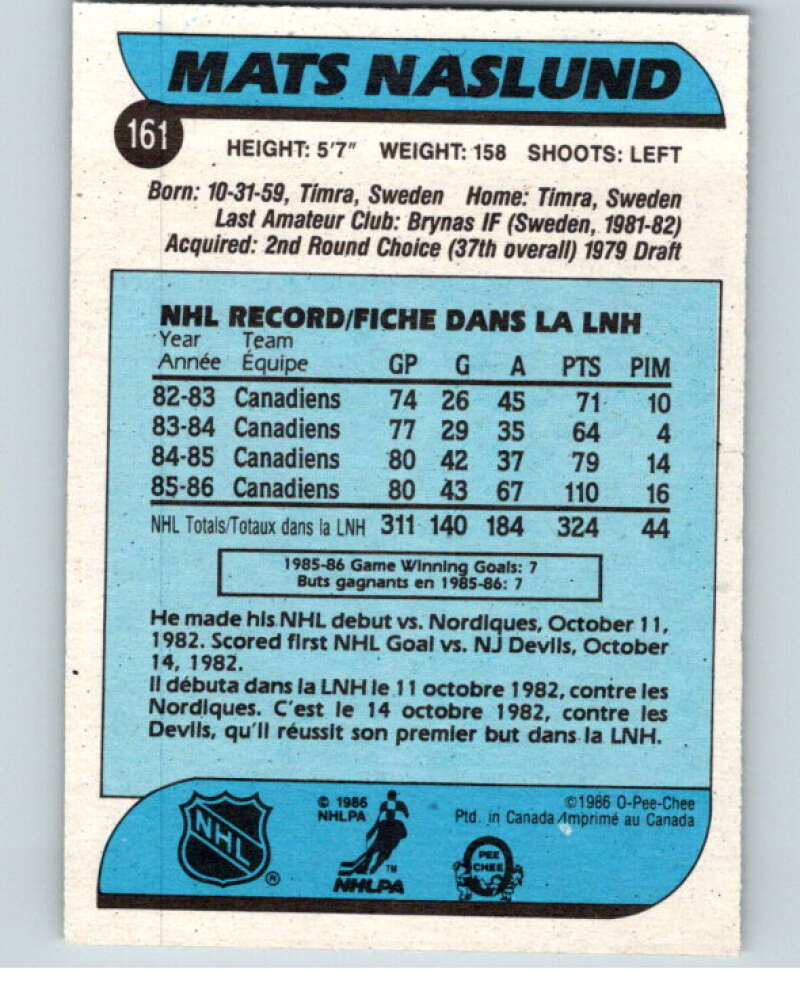 MATS NASLUND
161
HEIGHT: 5'7" WEIGHT: 158 SHOOTS: LEFT
Born: 10-31-59, Timra, Sweden Home: Timra, Sweden
Last Amateur Club: Brynas IF (Sweden, 1981-82)
Acquired: 2nd Round Choice (37th overall) 1979 Draft
NHL RECORD/FICHE DANS LA LNH
Year Team
Année Équipe GP G A PTS PIM
82-83 Canadiens 74 26 45 71 10
83-84 Canadiens 77 29 35 64 4
84-85 Canadiens 80 42 37 79 14
85-86 Canadiens 80 43 67 110 16
NHL Totals/Totaux dans la LNH 311 140 184 324 44
1985-86 Game Winning Goals: 7
Buts gagnants en 1985-86: 7
He made his NHL debut vs. Nordiques, October 11,
1982. Scored first NHL Goal vs. NJ Devils, October
14, 1982.
Il débuta dans la LNH le 11 octobre 1982, contre les
Nordiques. C'est le 14 octobre 1982, contre les
Devils, qu'il réussit son premier but dans la LNH.
NHL
®
© 1986
NHLPA
TM
NHLPA
©1986 O-Pee-Chee
Ptd. in Canada/Imprimé au Canada
PEE
CHEE